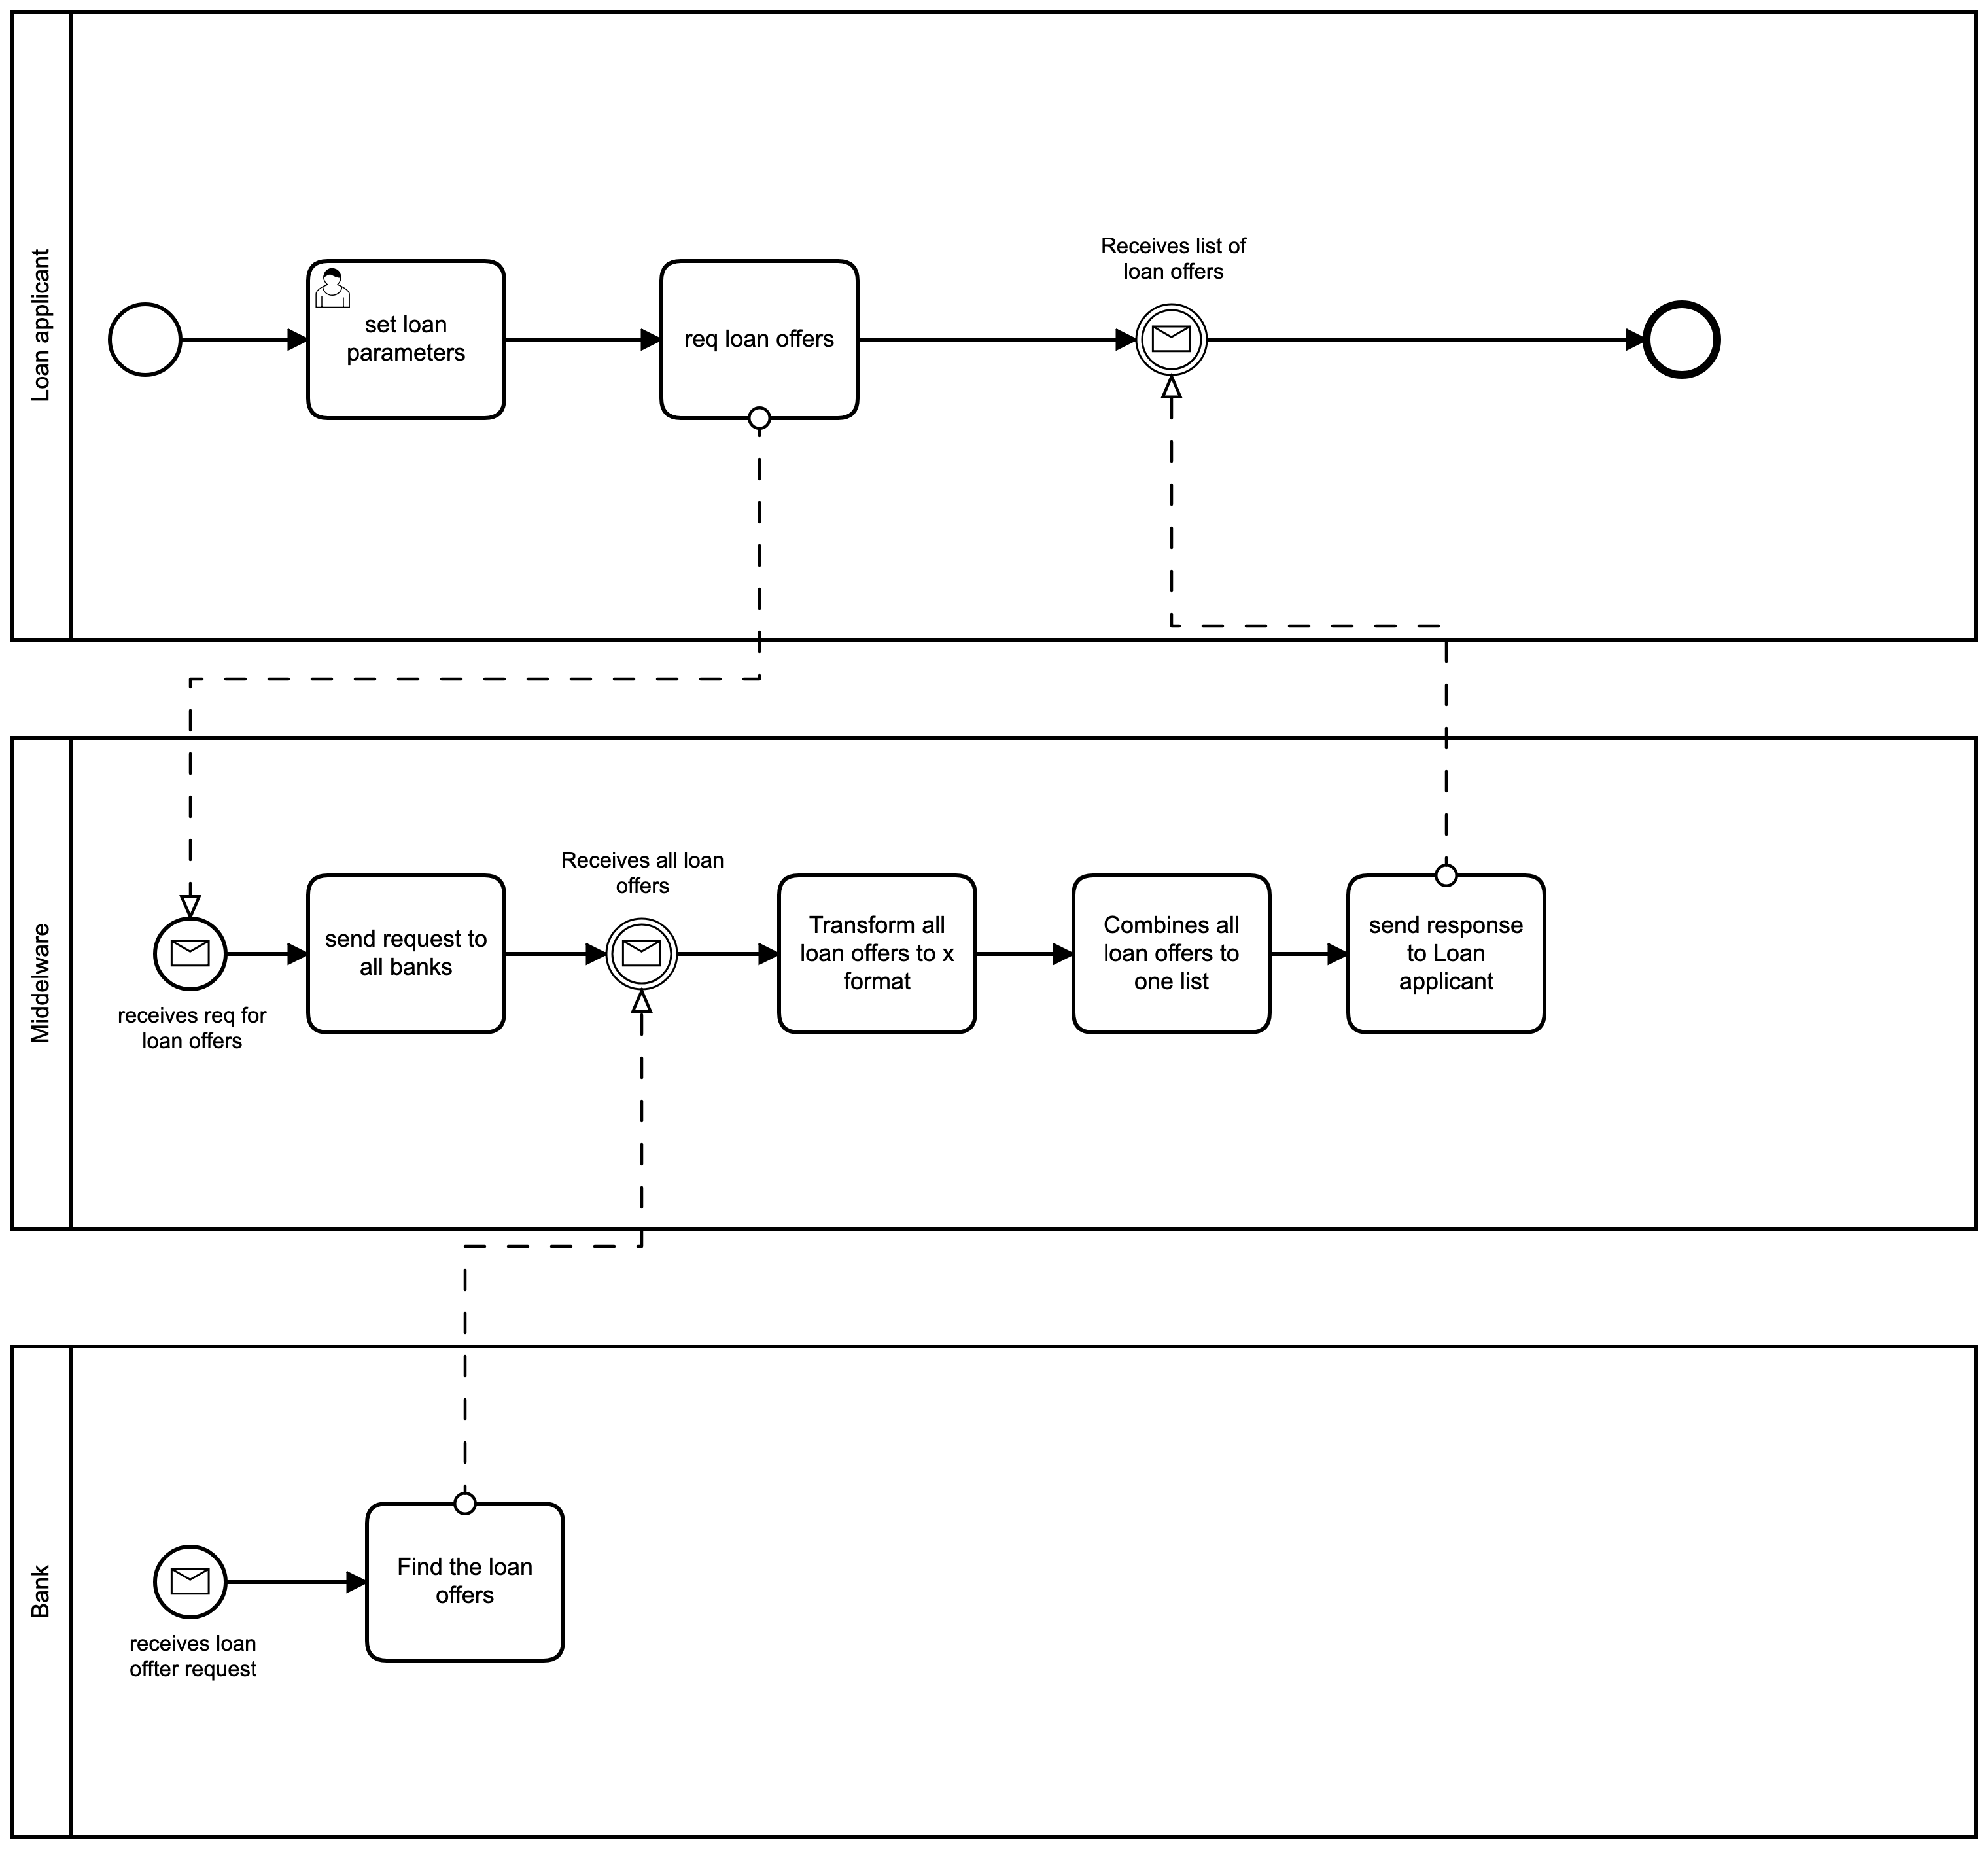 Loan applicant
set loan
parameters
req loan offers
Receives list of
loan offers
Middelware
receives req for
loan offers
send request to
all banks
Receives all loan
offers
Transform all
loan offers to x
format
Combines all
loan offers to
one list
send response
to Loan
applicant
Bank
receives loan
offter request
Find the loan
offers